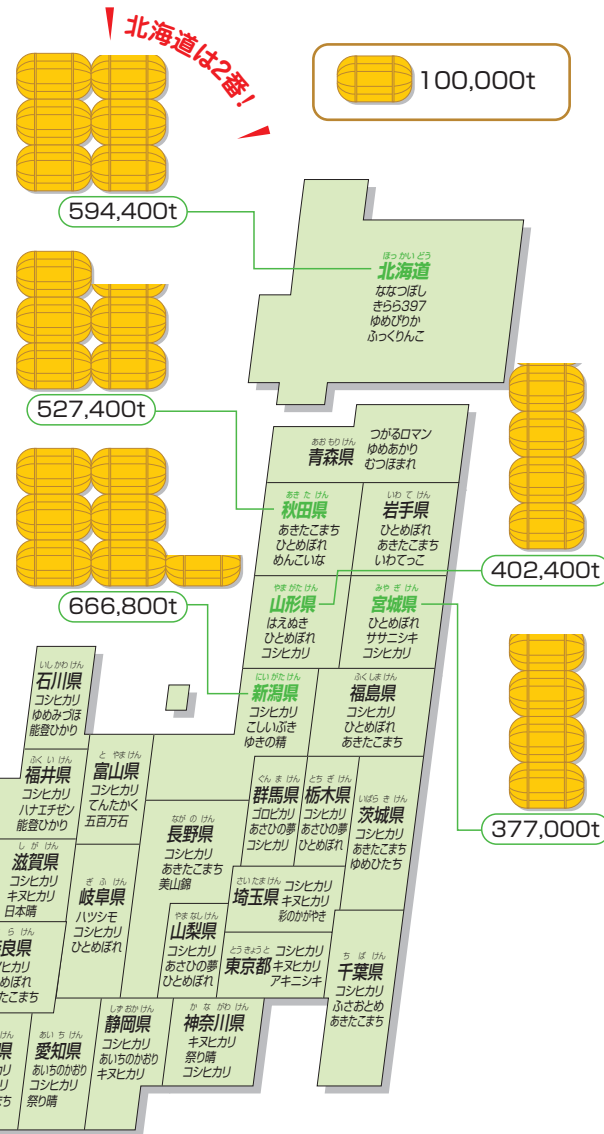 北海道は2番!
100,000t
594,400t
ほっかいどう
北海道
ななつぼし
きらら397
ゆめぴりか
ふっくりんこ
527,400t
あおもりけん
青森県
つがるロマン
ゆめあかり
むつほまれ
あきたけん
秋田県
あきたこまち
ひとめぼれ
めんこいな
いわてけん
岩手県
ひとめぼれ
あきたこまち
いわてっこ
402,400t
666,800t
やまがたけん
山形県
はえぬき
ひとめぼれ
コシヒカリ
みやぎけん
宮城県
ひとめぼれ
ササニシキ
コシヒカリ
377,000t
にいがたけん
新潟県
コシヒカリ
こしいぶき
ゆきの精
ふくしまけん
福島県
コシヒカリ
ひとめぼれ
あきたこまち
いしかわけん
石川県
コシヒカリ
ゆめみづほ
能登ひかり
ふくいけん
福井県
コシヒカリ
ハナエチゼン
能登ひかり
とやまけん
富山県
コシヒカリ
てんたかく
五百万石
ぐんまけん
群馬県
ゴロピカリ
あさひの夢
コシヒカリ
とちぎけん
栃木県
コシヒカリ
あさひの夢
ひとめぼれ
いばらきけん
茨城県
コシヒカリ
あきたこまち
ゆめひたち
ながのけん
長野県
コシヒカリ
あきたこまち
美山錦
しがけん
滋賀県
コシヒカリ
キヌヒカリ
日本晴
ぎふけん
岐阜県
ハツシモ
コシヒカリ
ひとめぼれ
さいたまけん
埼玉県
コシヒカリ
キヌヒカリ
彩のかがやき
やまなしけん
山梨県
コシヒカリ
あさひの夢
ひとめぼれ
とうきょうと
東京都
コシヒカリ
キヌヒカリ
アキニシキ
ちばけん
千葉県
コシヒカリ
ふさおとめ
あきたこまち
らけん
良県
ヒカリ
めぼれ
たこまち
しずおかけん
静岡県
コシヒカリ
あいちのかおり
キヌヒカリ
かながわけん
神奈川県
キヌヒカリ
祭り晴
コシヒカリ
あいちけん
愛知県
あいちのかおり
コシヒカリ
祭り晴
けん
県
カリ
リ
まち